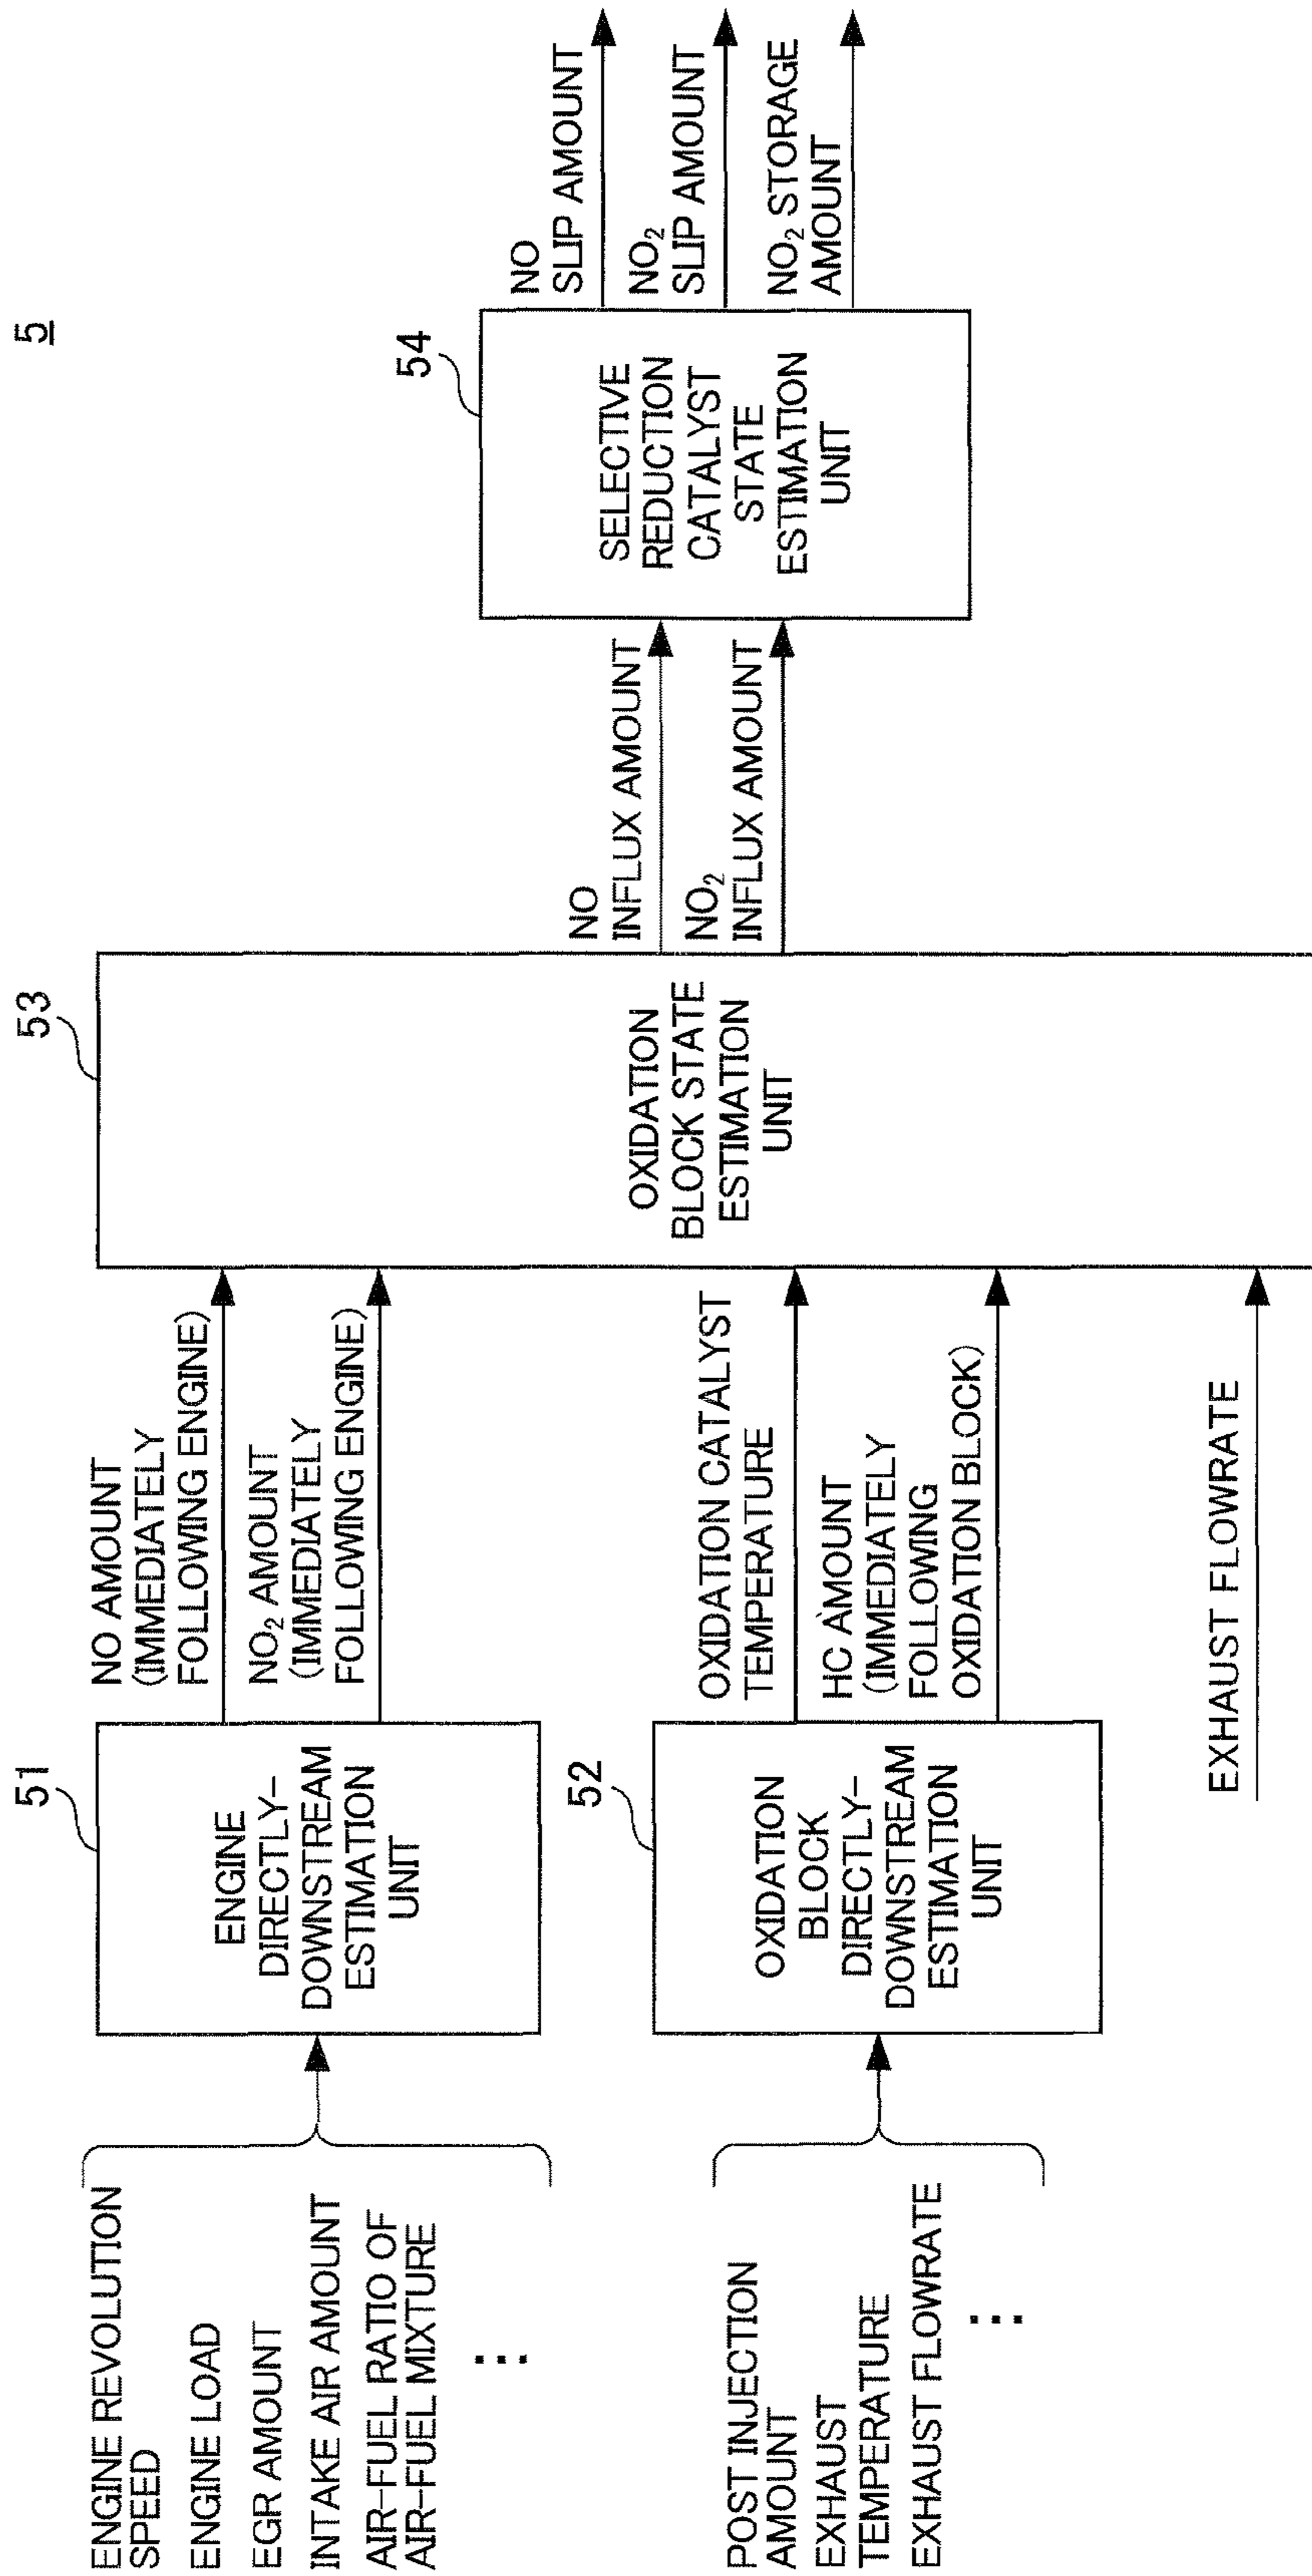 5
ENGINE REVOLUTION
SPEED
ENGINE LOAD
EGR AMOUNT
INTAKE AIR AMOUNT
AIR-FUEL RATIO OF
AIR-FUEL MIXTURE
⋮
51
ENGINE
DIRECTLY-
DOWNSTREAM
ESTIMATION
UNIT
NO AMOUNT
(IMMEDIATELY
FOLLOWING ENGINE)
NO₂ AMOUNT
(IMMEDIATELY
FOLLOWING ENGINE)
POST INJECTION
AMOUNT
EXHAUST
TEMPERATURE
EXHAUST FLOWRATE
⋮
52
OXIDATION
BLOCK
DIRECTLY-
DOWNSTREAM
ESTIMATION
UNIT
OXIDATION CATALYST
TEMPERATURE
HC AMOUNT
(IMMEDIATELY
FOLLOWING
OXIDATION BLOCK)
EXHAUST FLOWRATE
53
OXIDATION
BLOCK STATE
ESTIMATION
UNIT
NO
INFLUX AMOUNT
NO₂
INFLUX AMOUNT
54
SELECTIVE
REDUCTION
CATALYST
STATE
ESTIMATION
UNIT
NO
SLIP AMOUNT
NO₂
SLIP AMOUNT
NO₂ STORAGE
AMOUNT